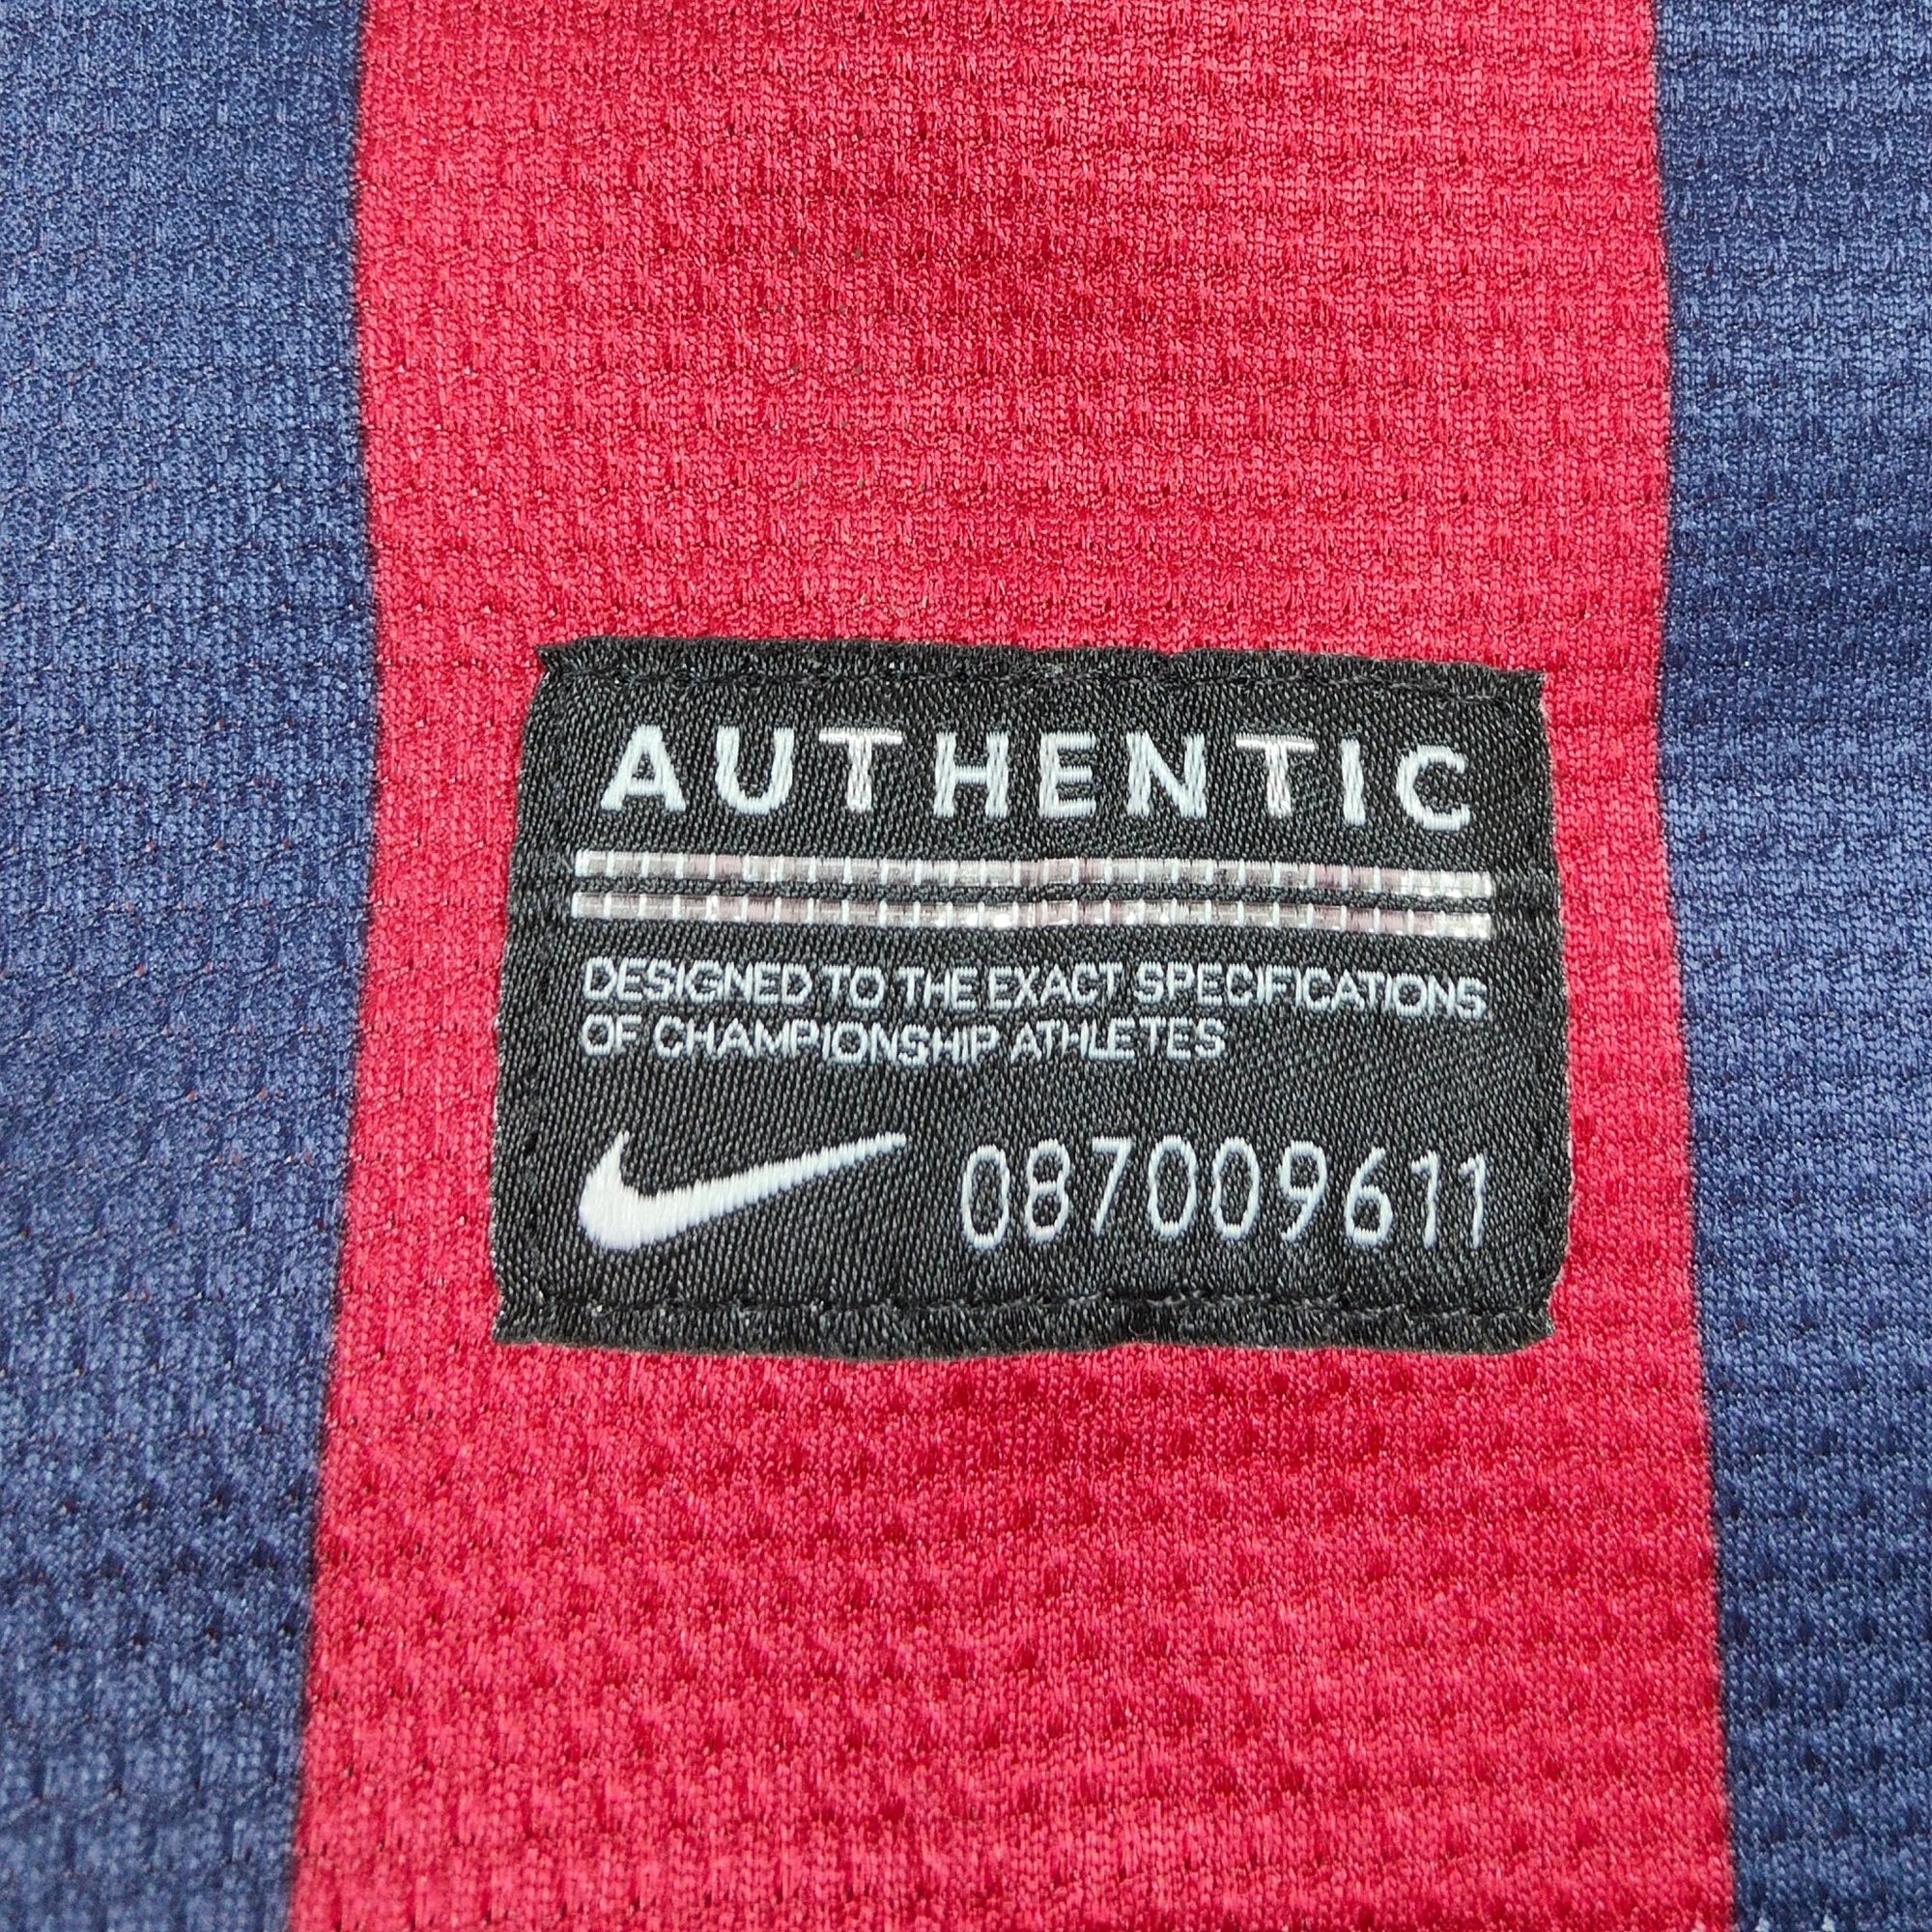 AUTHENTIC
DESIGNED TO THE EXACT SPECIFICATIONS
OF CHAMPIONSHIP ATHLETES
087009611